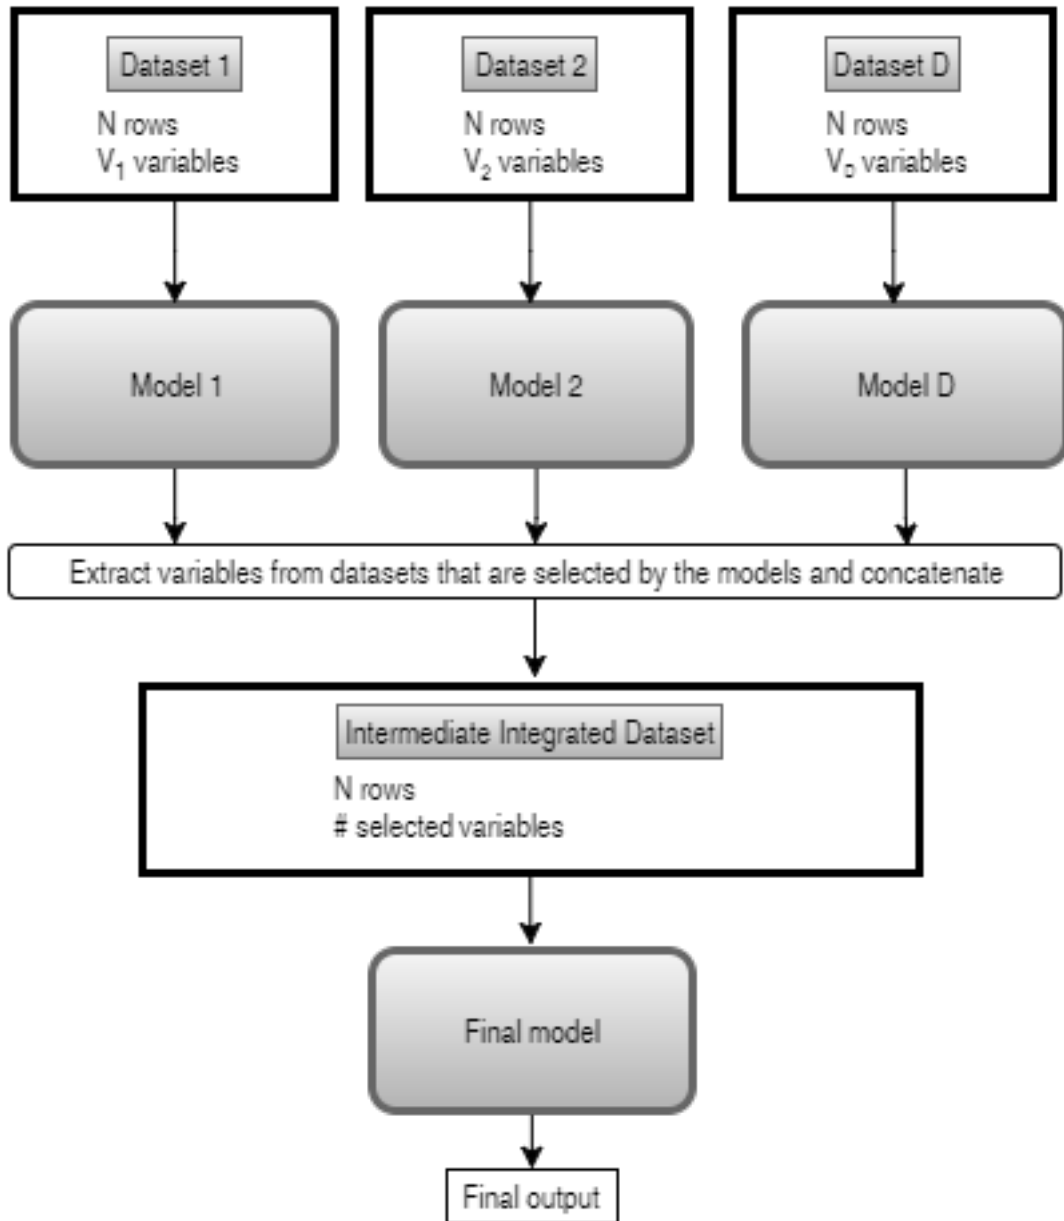 Dataset 1
N rows
V₁ variables
Dataset 2
N rows
V₂ variables
Dataset D
N rows
V_D variables
Model 1
Model 2
Model D
Extract variables from datasets that are selected by the models and concatenate
Intermediate Integrated Dataset
N rows
# selected variables
Final model
Final output